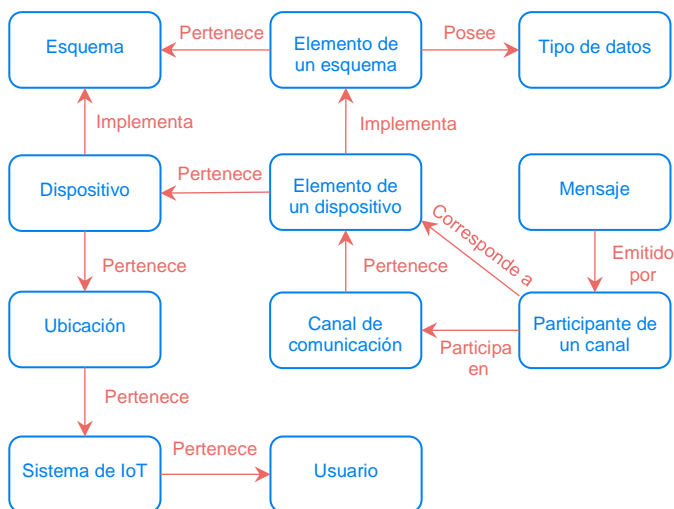 Esquema
Pertenece
Elemento de
un esquema
Posee
Tipo de datos
Implementa
Implementa
Dispositivo
Pertenece
Elemento de
un dispositivo
Mensaje
Corresponde a
Pertenece
Pertenece
Emitido
por
Ubicación
Canal de
comunicación
Participa
en
Participante de
un canal
Pertenece
Sistema de IoT
Pertenece
Usuario